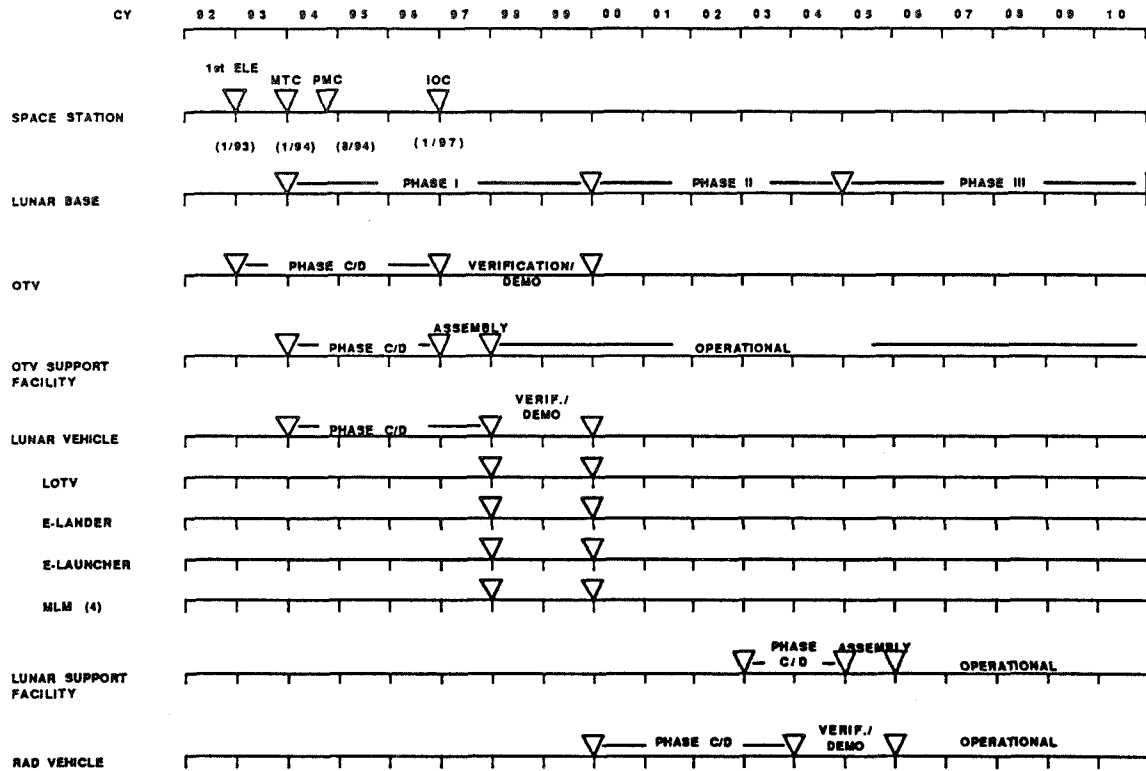 CY 92 93 94 95 96 97 98 99 00 01 02 03 04 05 06 07 08 09 10
1st ELE
MTC PMC IOC
SPACE STATION
(1/93) (1/94) (8/94) (1/97)
PHASE I PHASE II PHASE III
LUNAR BASE
PHASE C/D VERIFICATION/
DEMO
OTV
ASSEMBLY
PHASE C/D OPERATIONAL
OTV SUPPORT
FACILITY
VERIF./
DEMO
PHASE C/D
LUNAR VEHICLE
LOTV
E-LANDER
E-LAUNCHER
MLM (4)
PHASE ASSEMBLY
C/D OPERATIONAL
LUNAR SUPPORT
FACILITY
PHASE C/D VERIF./ OPERATIONAL
DEMO
RAD VEHICLE